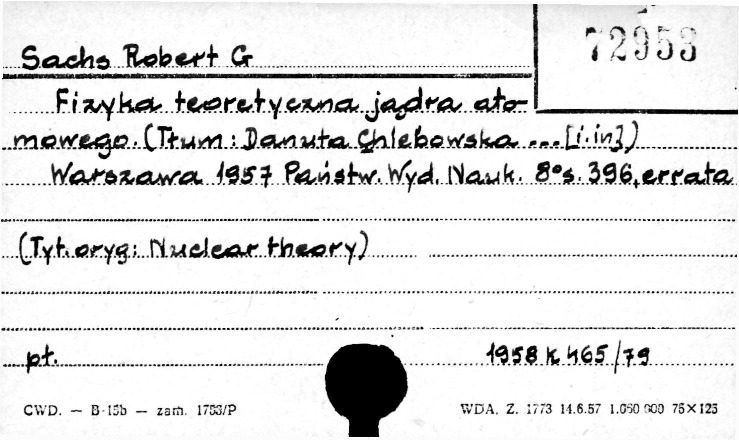 72953
Sachs Robert G
Fizyka teoretyczna jądra ato-
mowego. (Tłum: Danuta Chlebowska ... [i.in])
Warszawa 1957 Państw. Wyd. Nauk. 8° s. 396, errata
(Tyt. oryg: Nuclear theory)
pt. 1958 K 465/79
CWD. — B-15b — zam. 1753/P WDA. Z. 1773 14.6.57 1.060 000 75×125